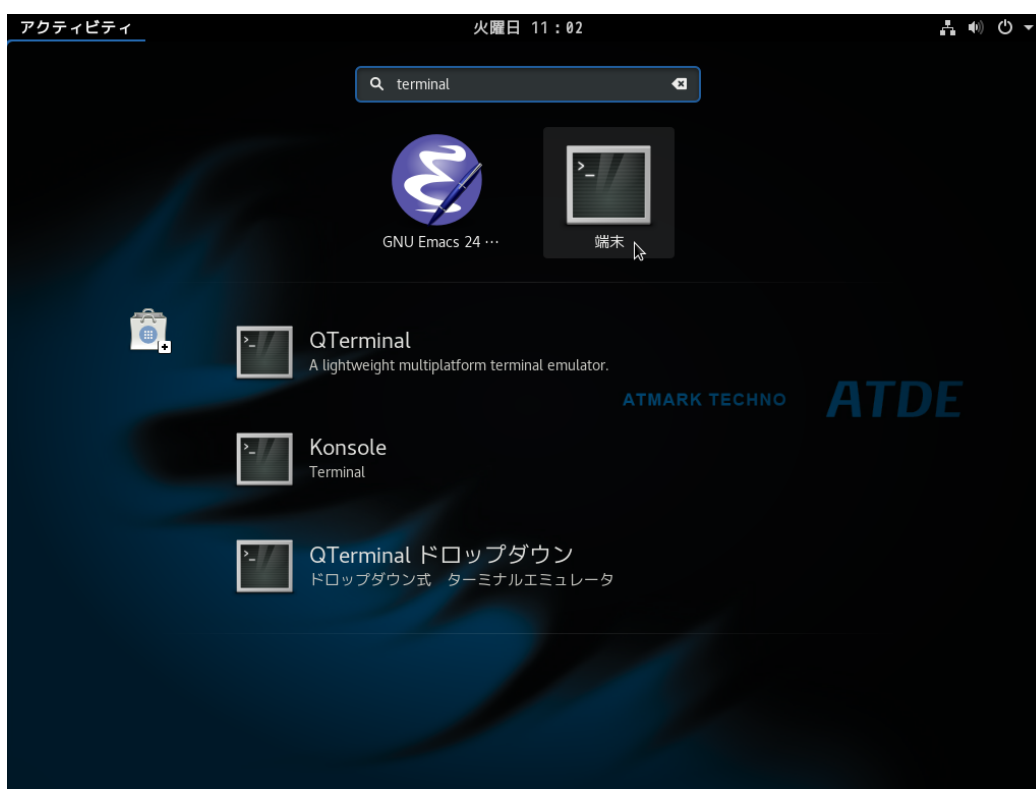 アクティビティ 火曜日 11：02
terminal
GNU Emacs 24 ··· 端末
QTerminal
A lightweight multiplatform terminal emulator.
ATMARK TECHNO ATDE
Konsole
Terminal
QTerminal ドロップダウン
ドロップダウン式　ターミナルエミュレータ